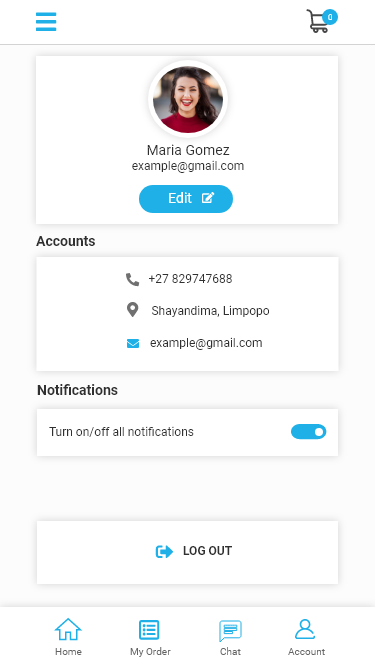 0
Maria Gomez
example@gmail.com
Edit
Accounts
+27 829747688
Shayandima, Limpopo
example@gmail.com
Notifications
Turn on/off all notifications
LOG OUT
Home My Order Chat Account